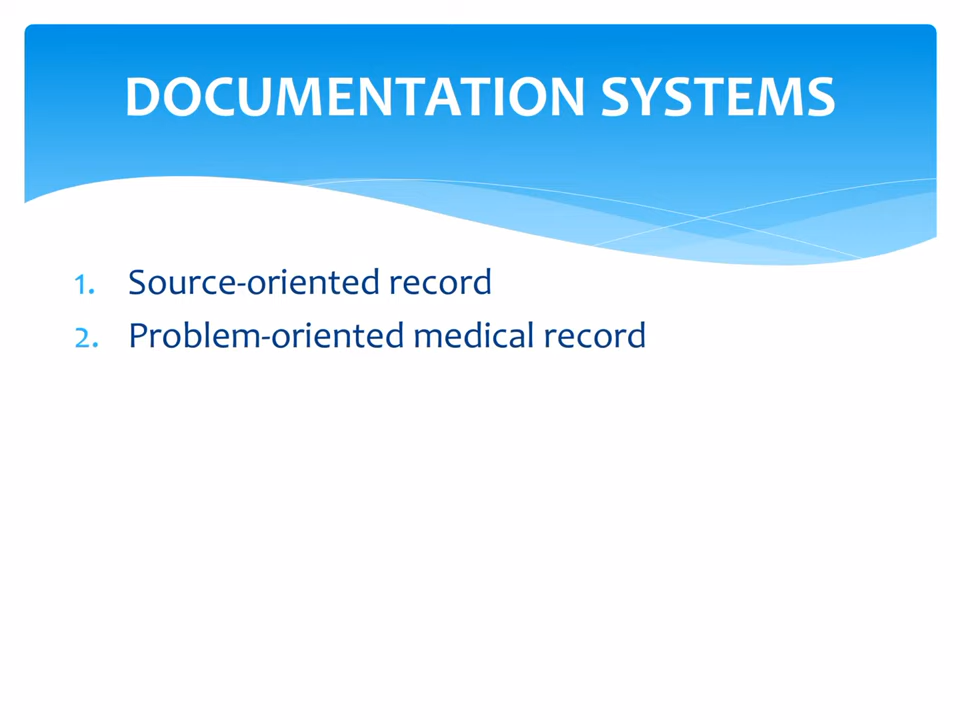 DOCUMENTATION SYSTEMS
1. Source-oriented record
2. Problem-oriented medical record